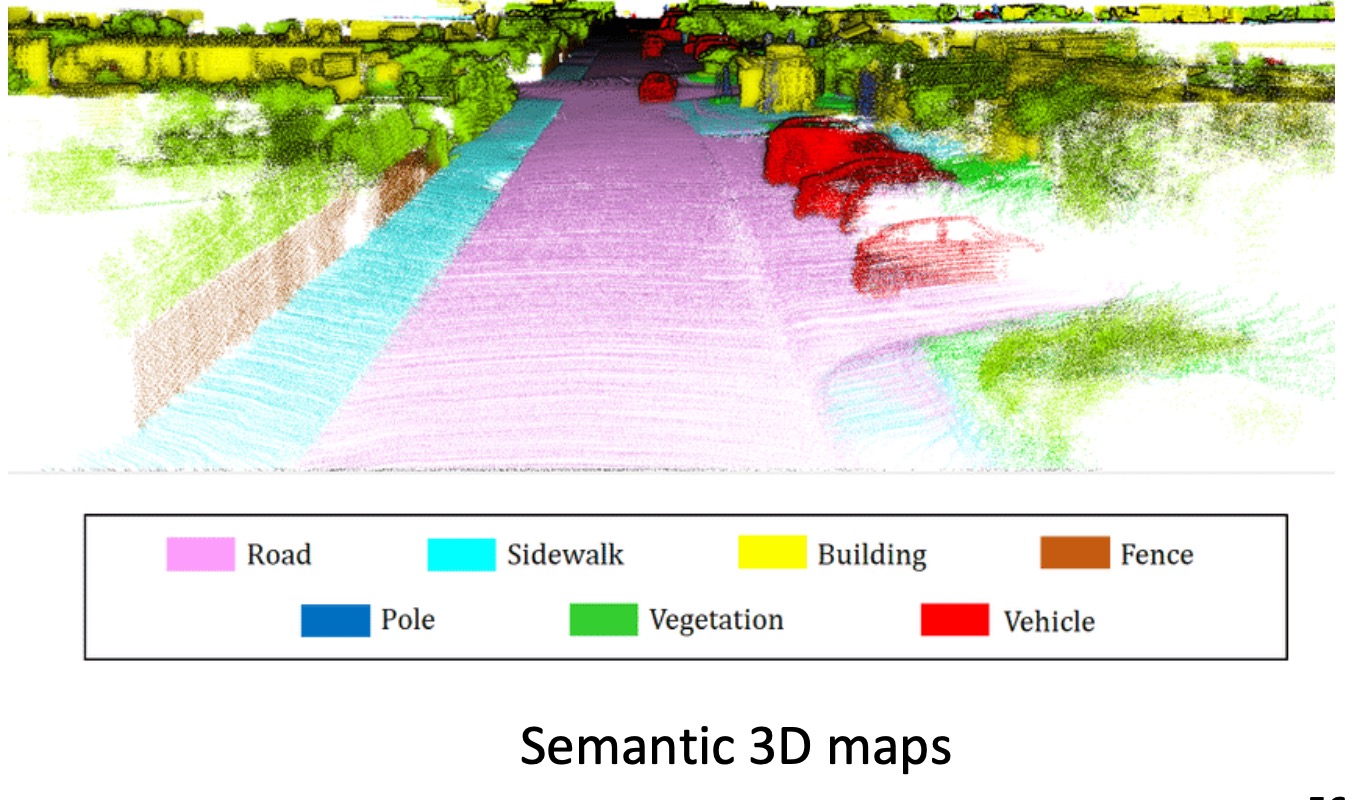 Road Sidewalk Building Fence
Pole Vegetation Vehicle
Semantic 3D maps